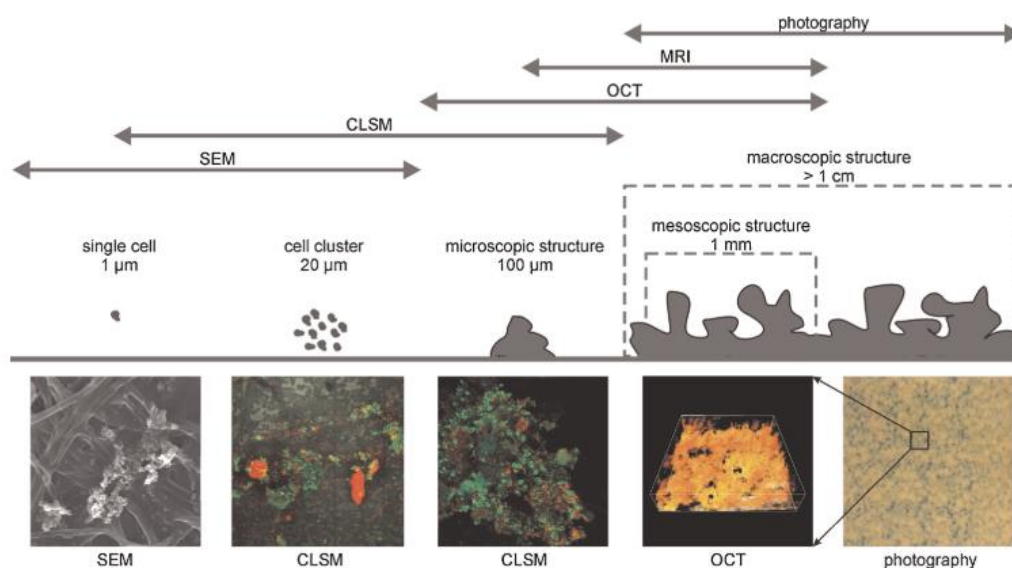 photography
MRI
OCT
CLSM
SEM
macroscopic structure
> 1 cm
mesoscopic structure
1 mm
single cell
1 µm
cell cluster
20 µm
microscopic structure
100 µm
SEM
CLSM
CLSM
OCT
photography